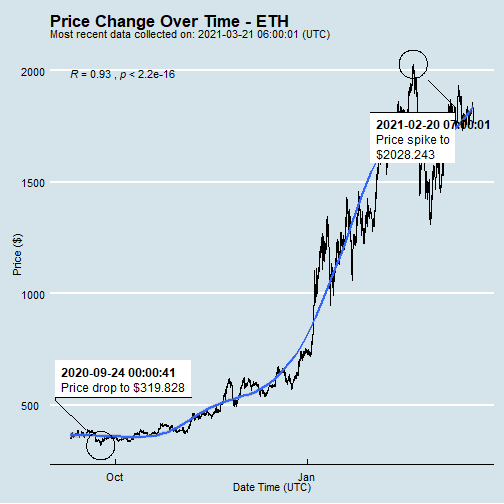 Price Change Over Time - ETH
Most recent data collected on: 2021-03-21 06:00:01 (UTC)
R = 0.93 , p < 2.2e-16
2000
1500
1000
500
Price ($)
2021-02-20 07:00:01
Price spike to
$2028.243
2020-09-24 00:00:41
Price drop to $319.828
Oct
Jan
Date Time (UTC)